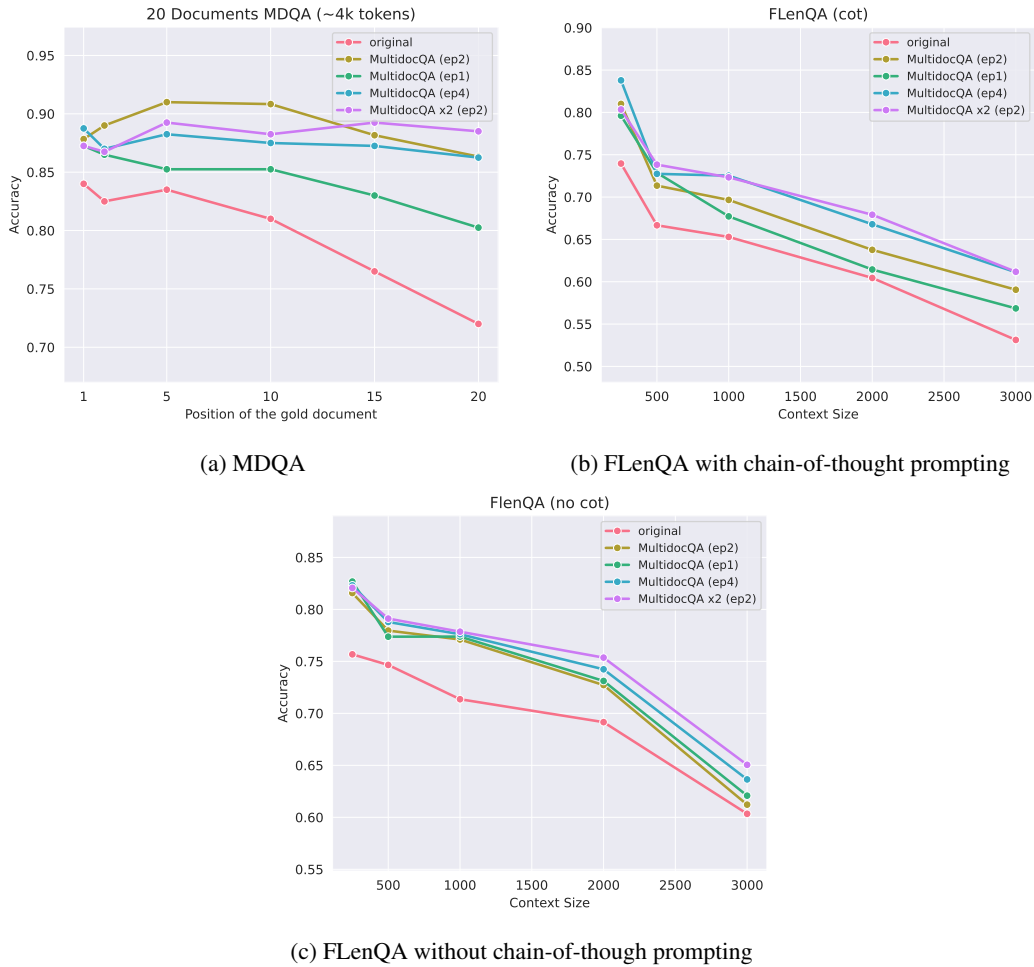 20 Documents MDQA (~4k tokens)
original
MultidocQA (ep2)
MultidocQA (ep1)
MultidocQA (ep4)
MultidocQA x2 (ep2)
0.95
0.90
0.85
0.80
0.75
0.70
Accuracy
1
5
10
15
20
Position of the gold document
(a) MDQA
FLenQA (cot)
original
MultidocQA (ep2)
MultidocQA (ep1)
MultidocQA (ep4)
MultidocQA x2 (ep2)
0.90
0.85
0.80
0.75
0.70
0.65
0.60
0.55
0.50
Accuracy
500
1000
1500
2000
2500
3000
Context Size
(b) FLenQA with chain-of-thought prompting
FlenQA (no cot)
original
MultidocQA (ep2)
MultidocQA (ep1)
MultidocQA (ep4)
MultidocQA x2 (ep2)
0.85
0.80
0.75
0.70
0.65
0.60
0.55
Accuracy
500
1000
1500
2000
2500
3000
Context Size
(c) FLenQA without chain-of-though prompting